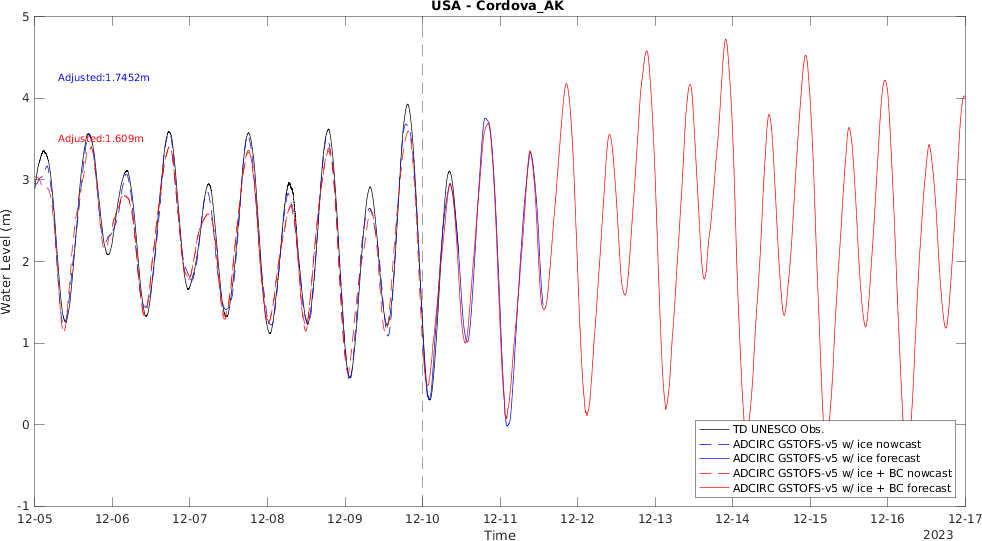 USA - Cordova_AK
5
4
3
2
1
0
-1
Water Level (m)
Adjusted:1.7452m
Adjusted:1.609m
TD UNESCO Obs.
ADCIRC GSTOFS-v5 w/ ice nowcast
ADCIRC GSTOFS-v5 w/ ice forecast
ADCIRC GSTOFS-v5 w/ ice + BC nowcast
ADCIRC GSTOFS-v5 w/ ice + BC forecast
12-05 12-06 12-07 12-08 12-09 12-10 12-11 12-12 12-13 12-14 12-15 12-16 12-17
Time
2023